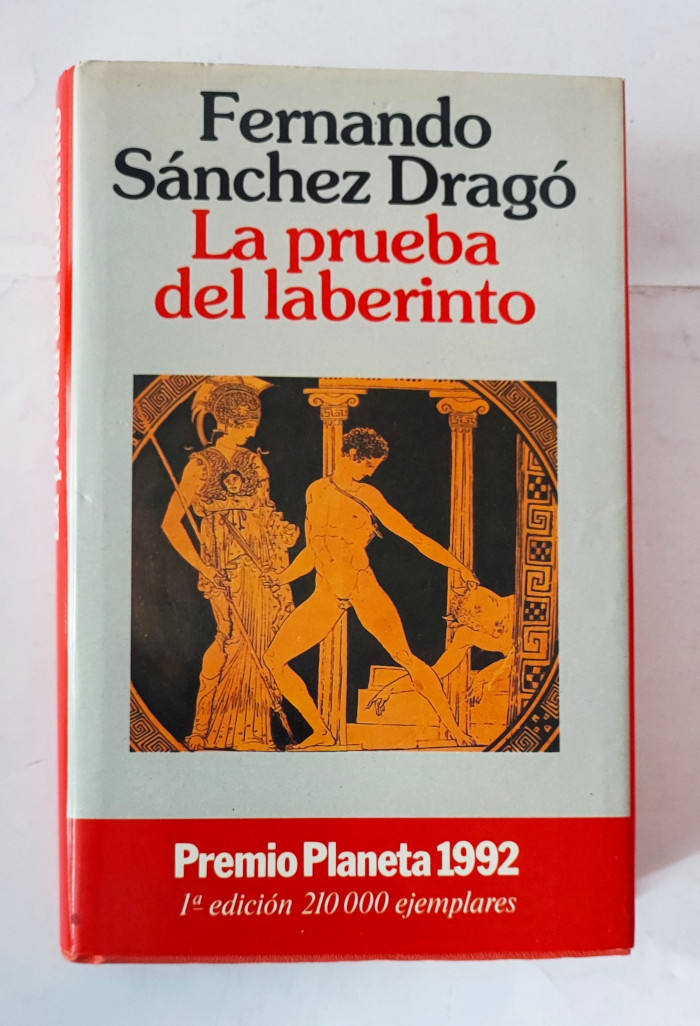 Fernando
Sánchez Dragó
La prueba
del laberinto
Premio Planeta 1992
1ª edición 210 000 ejemplares